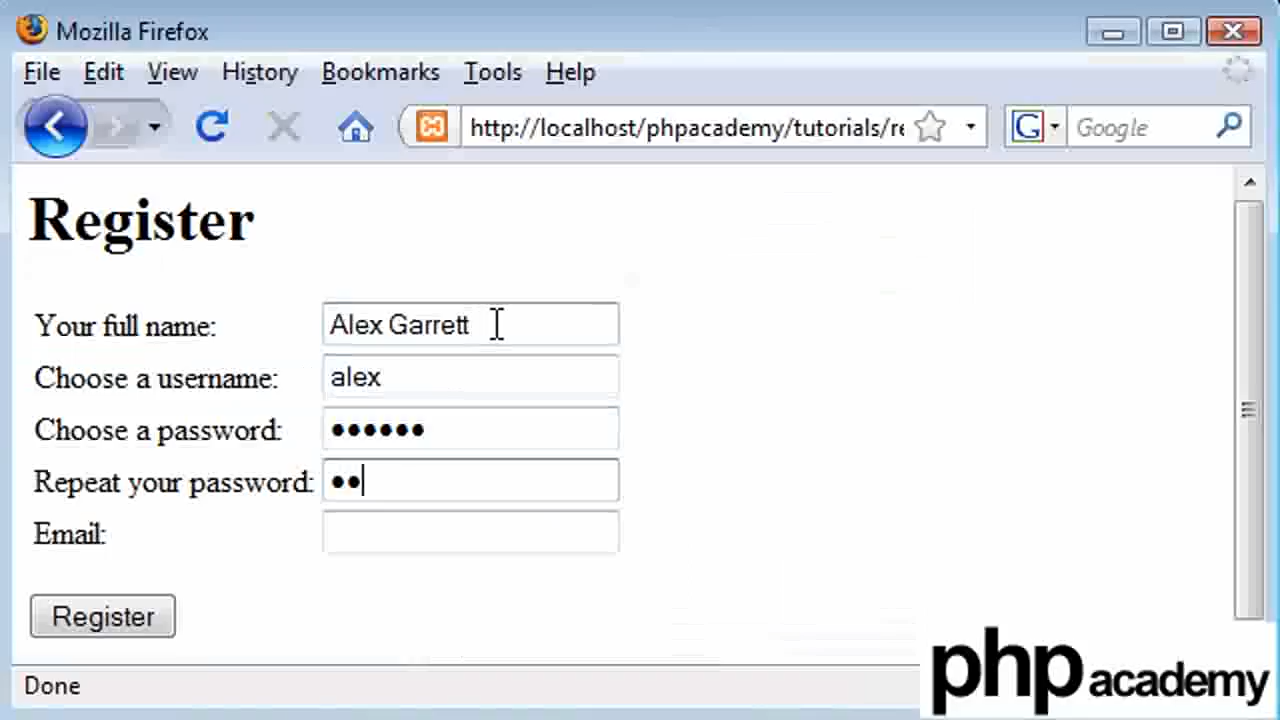 Mozilla Firefox
File Edit View History Bookmarks Tools Help
http://localhost/phpacademy/tutorials/re Google
Register
Your full name: Alex Garrett
Choose a username: alex
Choose a password: ••••••
Repeat your password: ••
Email:
Register
Done
php academy